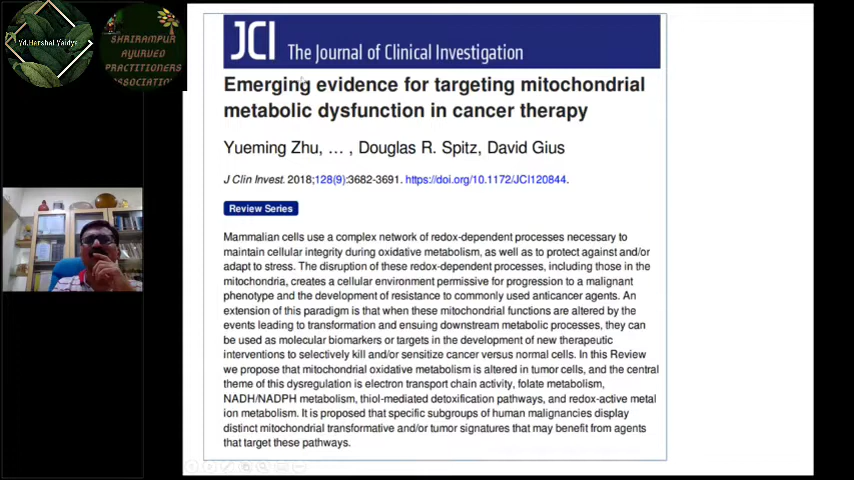 Yd.Hershal Vaidya
SHRIRAMPUR
AYURVED
PRACTITIONERS
ASSOCIATION
JCI The Journal of Clinical Investigation
Emerging evidence for targeting mitochondrial
metabolic dysfunction in cancer therapy
Yueming Zhu, … , Douglas R. Spitz, David Gius
J Clin Invest. 2018;128(9):3682-3691. https://doi.org/10.1172/JCI120844.
Review Series
Mammalian cells use a complex network of redox-dependent processes necessary to
maintain cellular integrity during oxidative metabolism, as well as to protect against and/or
adapt to stress. The disruption of these redox-dependent processes, including those in the
mitochondria, creates a cellular environment permissive for progression to a malignant
phenotype and the development of resistance to commonly used anticancer agents. An
extension of this paradigm is that when these mitochondrial functions are altered by the
events leading to transformation and ensuing downstream metabolic processes, they can
be used as molecular biomarkers or targets in the development of new therapeutic
interventions to selectively kill and/or sensitize cancer versus normal cells. In this Review
we propose that mitochondrial oxidative metabolism is altered in tumor cells, and the central
theme of this dysregulation is electron transport chain activity, folate metabolism,
NADH/NADPH metabolism, thiol-mediated detoxification pathways, and redox-active metal
ion metabolism. It is proposed that specific subgroups of human malignancies display
distinct mitochondrial transformative and/or tumor signatures that may benefit from agents
that target these pathways.